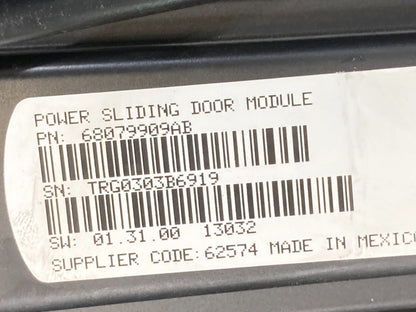 POWER SLIDING DOOR MODULE
PN: 68079909AB
SN: TRG0303B6919
SW: 01.31.00 13032
SUPPLIER CODE: 62574 MADE IN MEXICO